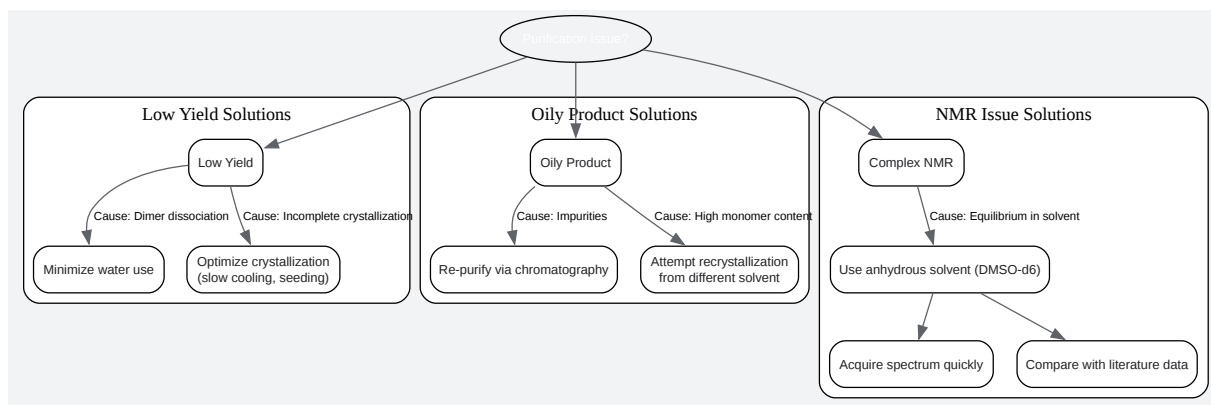 Purification Issue?
Low Yield Solutions
Oily Product Solutions
NMR Issue Solutions
Low Yield
Oily Product
Complex NMR
Cause: Dimer dissociation
Cause: Incomplete crystallization
Cause: Impurities
Cause: High monomer content
Cause: Equilibrium in solvent
Minimize water use
Optimize crystallization
(slow cooling, seeding)
Re-purify via chromatography
Attempt recrystallization
from different solvent
Use anhydrous solvent (DMSO-d6)
Acquire spectrum quickly
Compare with literature data